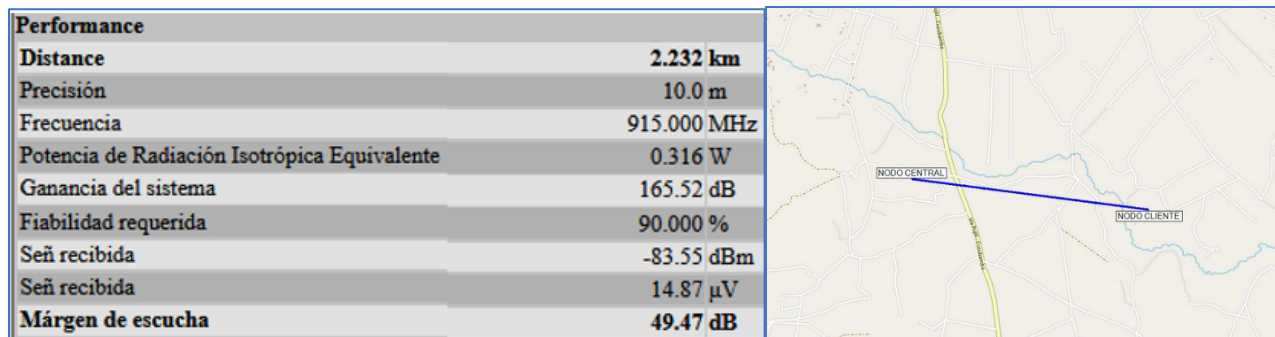 Performance
Distance 2.232 km
Precisión 10.0 m
Frecuencia 915.000 MHz
Potencia de Radiación Isotrópica Equivalente 0.316 W
Ganancia del sistema 165.52 dB
Fiabilidad requerida 90.000 %
Señ recibida -83.55 dBm
Señ recibida 14.87 µV
Márgen de escucha 49.47 dB
NODO CENTRAL
NODO CLIENTE